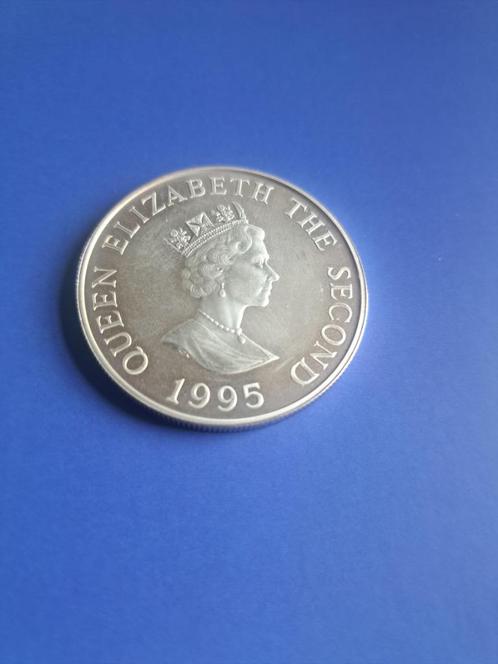 QUEEN ELIZABETH THE SECOND
1995